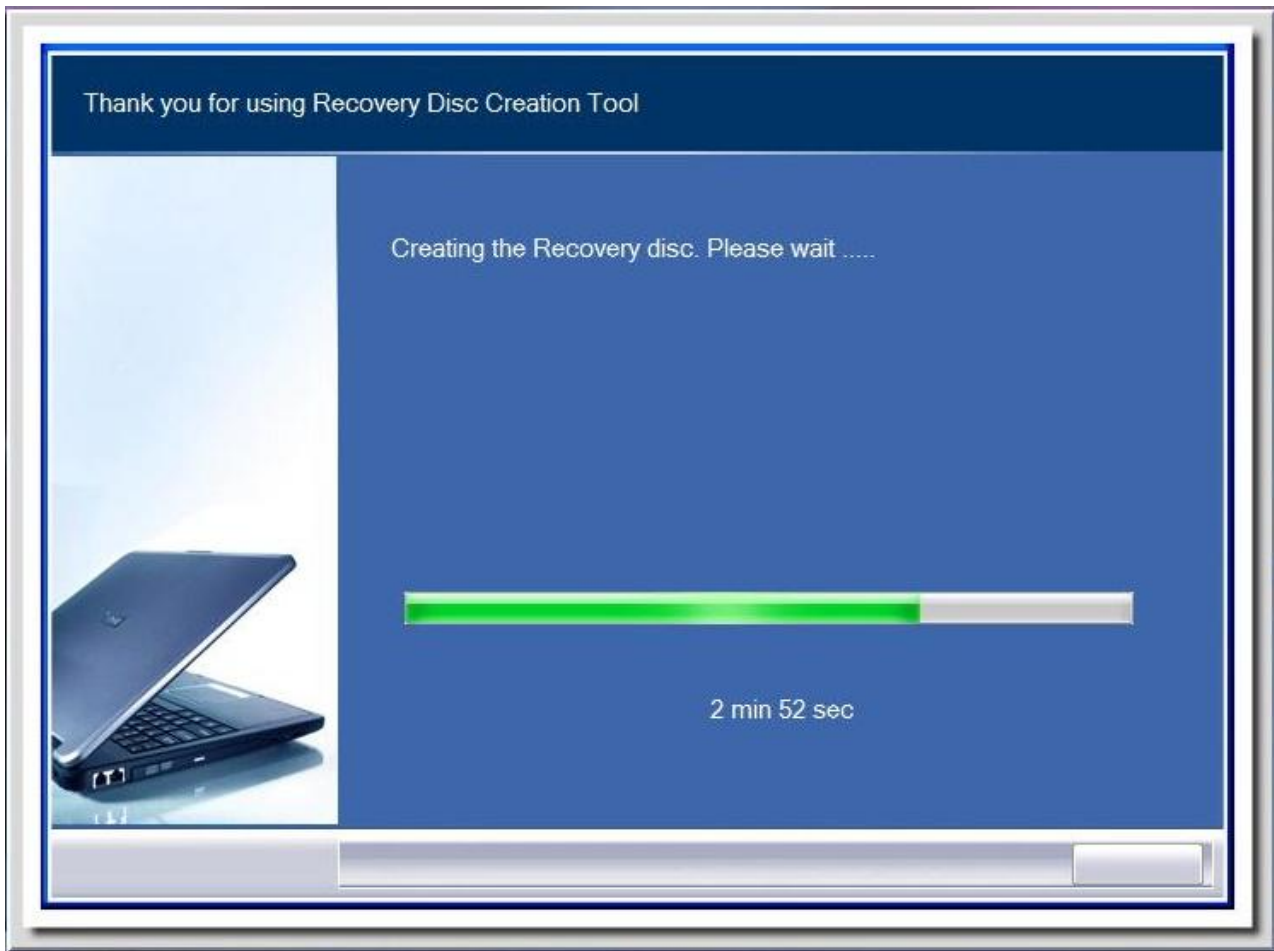 Thank you for using Recovery Disc Creation Tool
Creating the Recovery disc. Please wait .....
2 min 52 sec